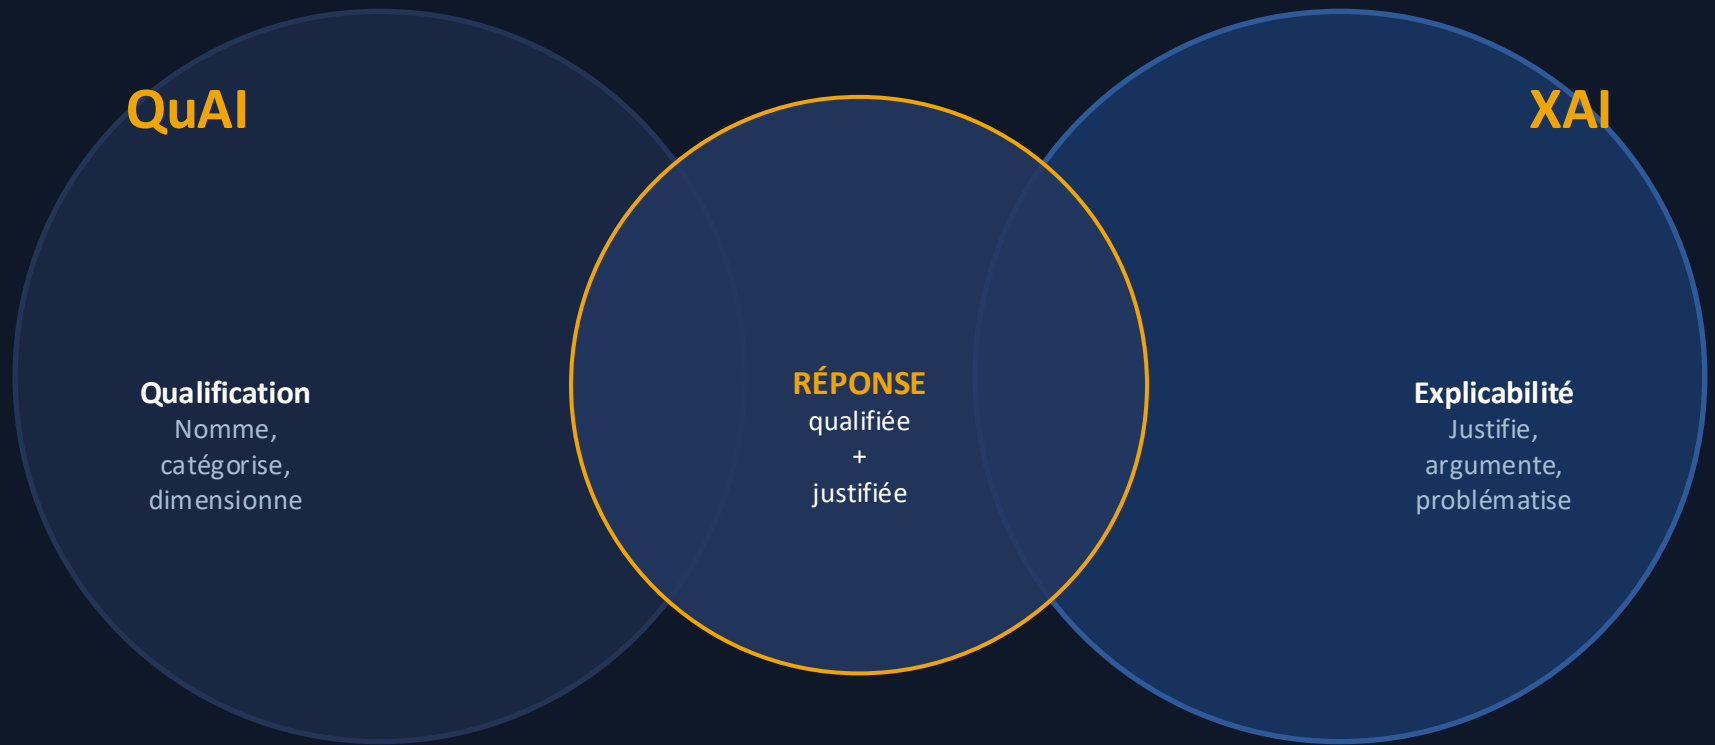 QuAI
XAI
Qualification
Nomme,
catégorise,
dimensionne
RÉPONSE
qualifiée
+
justifiée
Explicabilité
Justifie,
argumente,
problématise